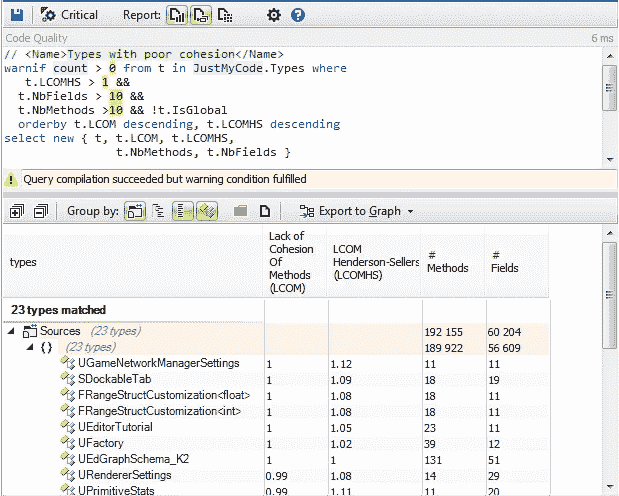 Critical Report:
Code Quality 6 ms
// <Name>Types with poor cohesion</Name>
warnif count > 0 from t in JustMyCode.Types where
t.LCOMHS > 1 &&
t.NbFields > 10 &&
t.NbMethods >10 && !t.IsGlobal
orderby t.LCOM descending, t.LCOMHS descending
select new { t, t.LCOM, t.LCOMHS,
t.NbMethods, t.NbFields }
Query compilation succeeded but warning condition fulfilled
Group by: Export to Graph
types
Lack of
Cohesion
Of
Methods
(LCOM)
LCOM
Henderson-Sellers
(LCOMHS)
#
Methods
#
Fields
23 types matched
Sources (23 types) 192 155 60 204
{} (23 types) 189 922 56 609
UGameNetworkManagerSettings 1 1.12 11 11
SDockableTab 1 1.09 18 19
FRangeStructCustomization<float> 1 1.08 18 11
FRangeStructCustomization<int> 1 1.08 18 11
UEditorTutorial 1 1.05 23 11
UFactory 1 1.02 39 12
UEdGraphSchema_K2 1 1 131 51
URendererSettings 0.99 1.08 14 29
UPrimitiveStats 0.99 1.11 11 20